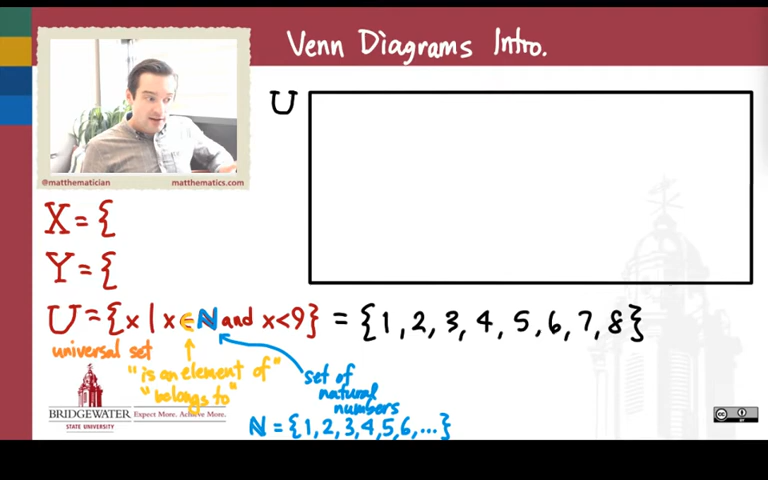 Venn Diagrams Intro.
U
@matthematician matthematics.com
X = {
Y = {
U = {x | x ∈ ℕ and x < 9} = {1, 2, 3, 4, 5, 6, 7, 8}
universal set
"is an element of"
"belongs to"
set of
natural
numbers
BRIDGEWATER
STATE UNIVERSITY
Expect More. Achieve More.
ℕ = {1, 2, 3, 4, 5, 6, ...}
cc
BY